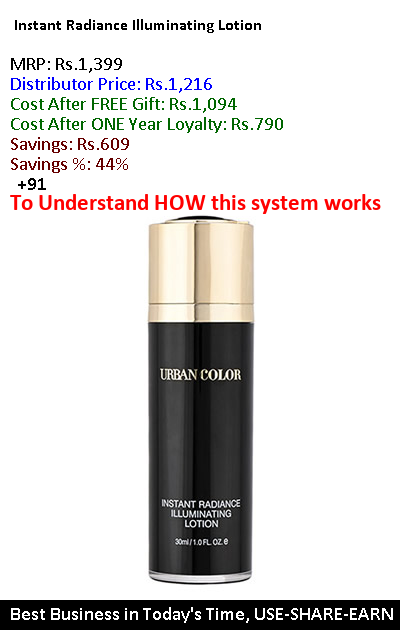 Instant Radiance Illuminating Lotion
MRP: Rs.1,399
Distributor Price: Rs.1,216
Cost After FREE Gift: Rs.1,094
Cost After ONE Year Loyalty: Rs.790
Savings: Rs.609
Savings %: 44%
+91
To Understand HOW this system works
URBAN COLOR
INSTANT RADIANCE
ILLUMINATING
LOTION
30ml/1.0 FL. OZ. e
Best Business in Today's Time, USE-SHARE-EARN